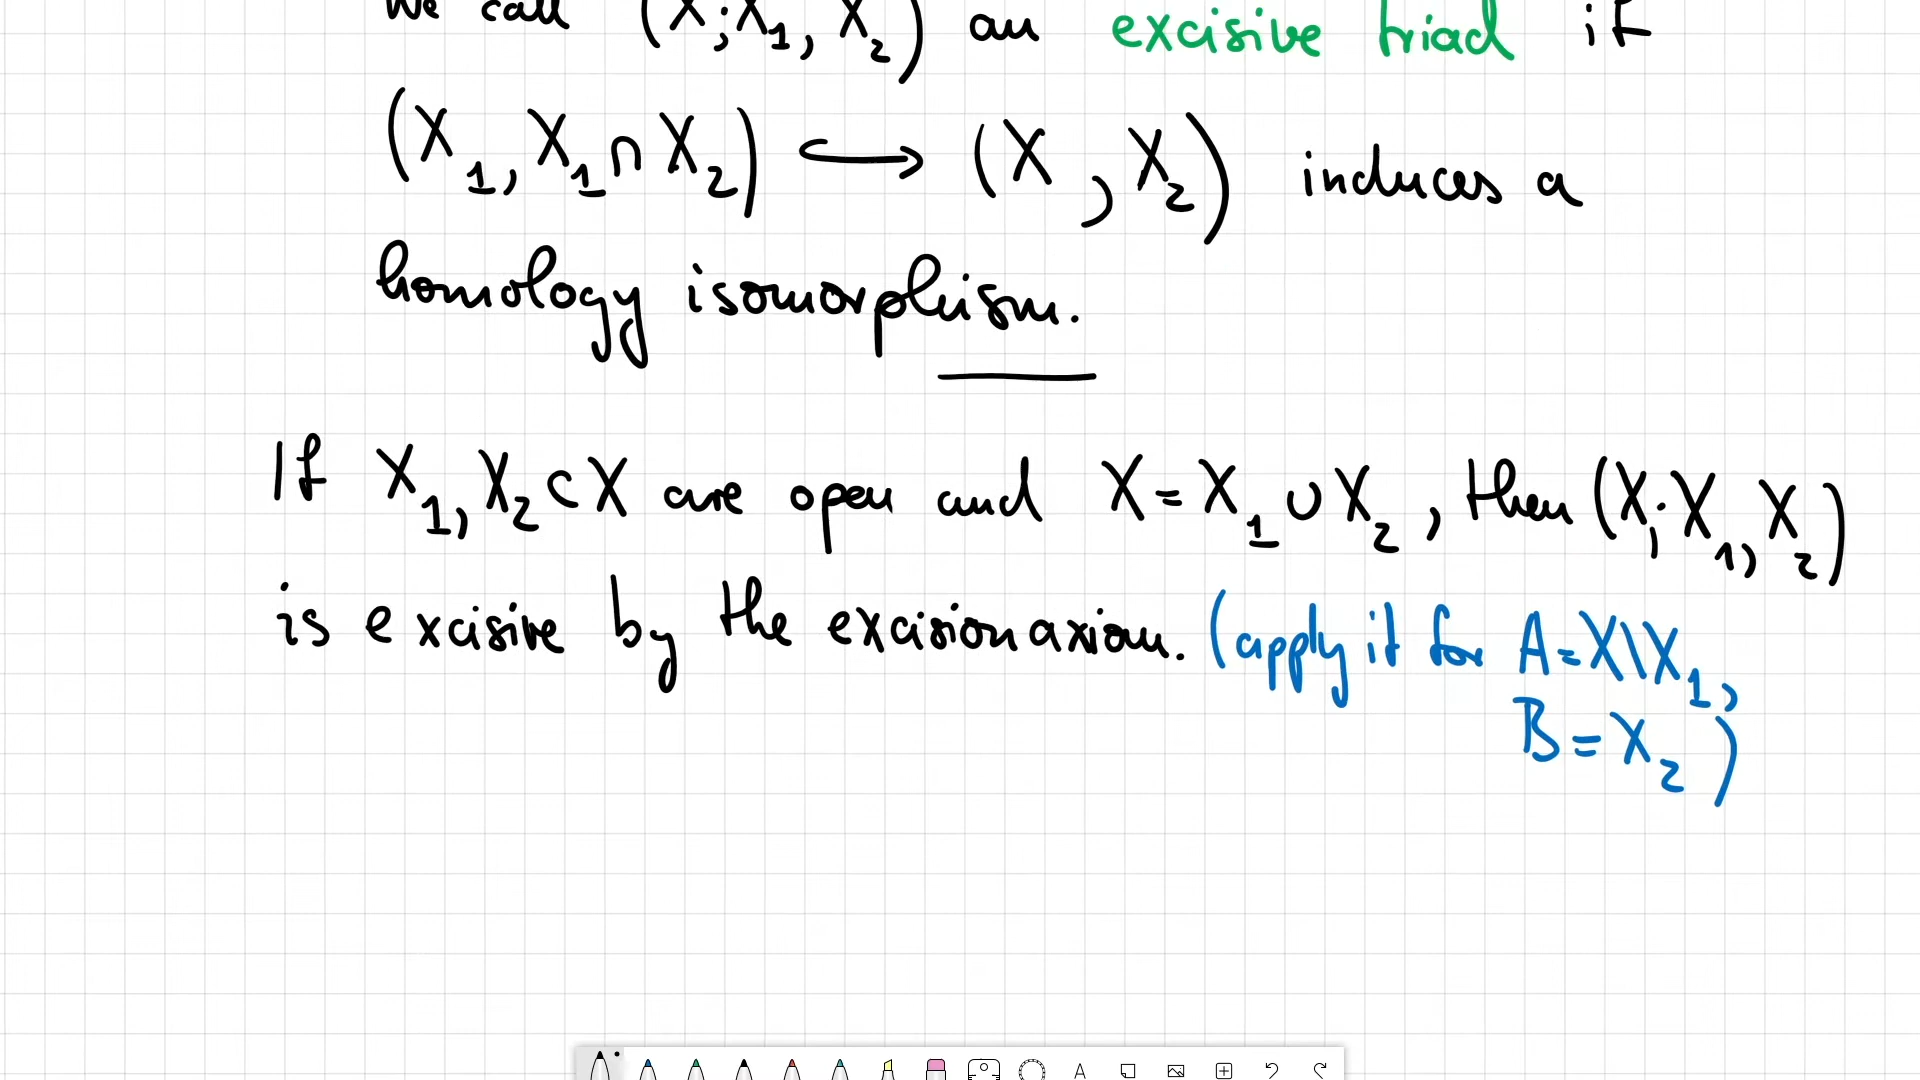 We call (X; X₁, X₂) an excisive triad if
(X₁, X₁ ∩ X₂) ↪ (X, X₂) induces a
homology isomorphism.
If X₁, X₂ ⊂ X are open and X = X₁ ∪ X₂, then (X; X₁, X₂)
is excisive by the excision axiom. (apply it for A = X \ X₁,
B = X₂)